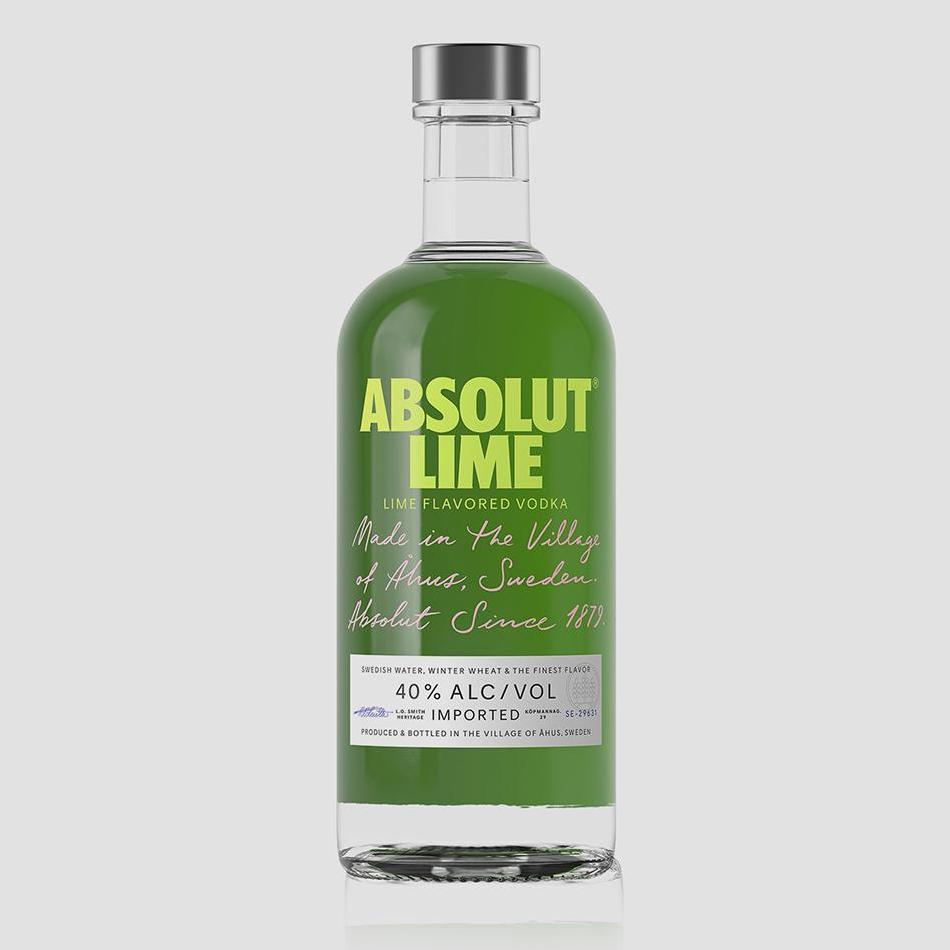 ABSOLUT®
LIME
LIME FLAVORED VODKA
Made in the Village
of Åhus, Sweden.
Absolut Since 1879.
SWEDISH WATER, WINTER WHEAT & THE FINEST FLAVOR
40% ALC/VOL
L.O. SMITH HERITAGE IMPORTED KÖPMANNAG. 29 SE-29631
PRODUCED & BOTTLED IN THE VILLAGE OF ÅHUS, SWEDEN